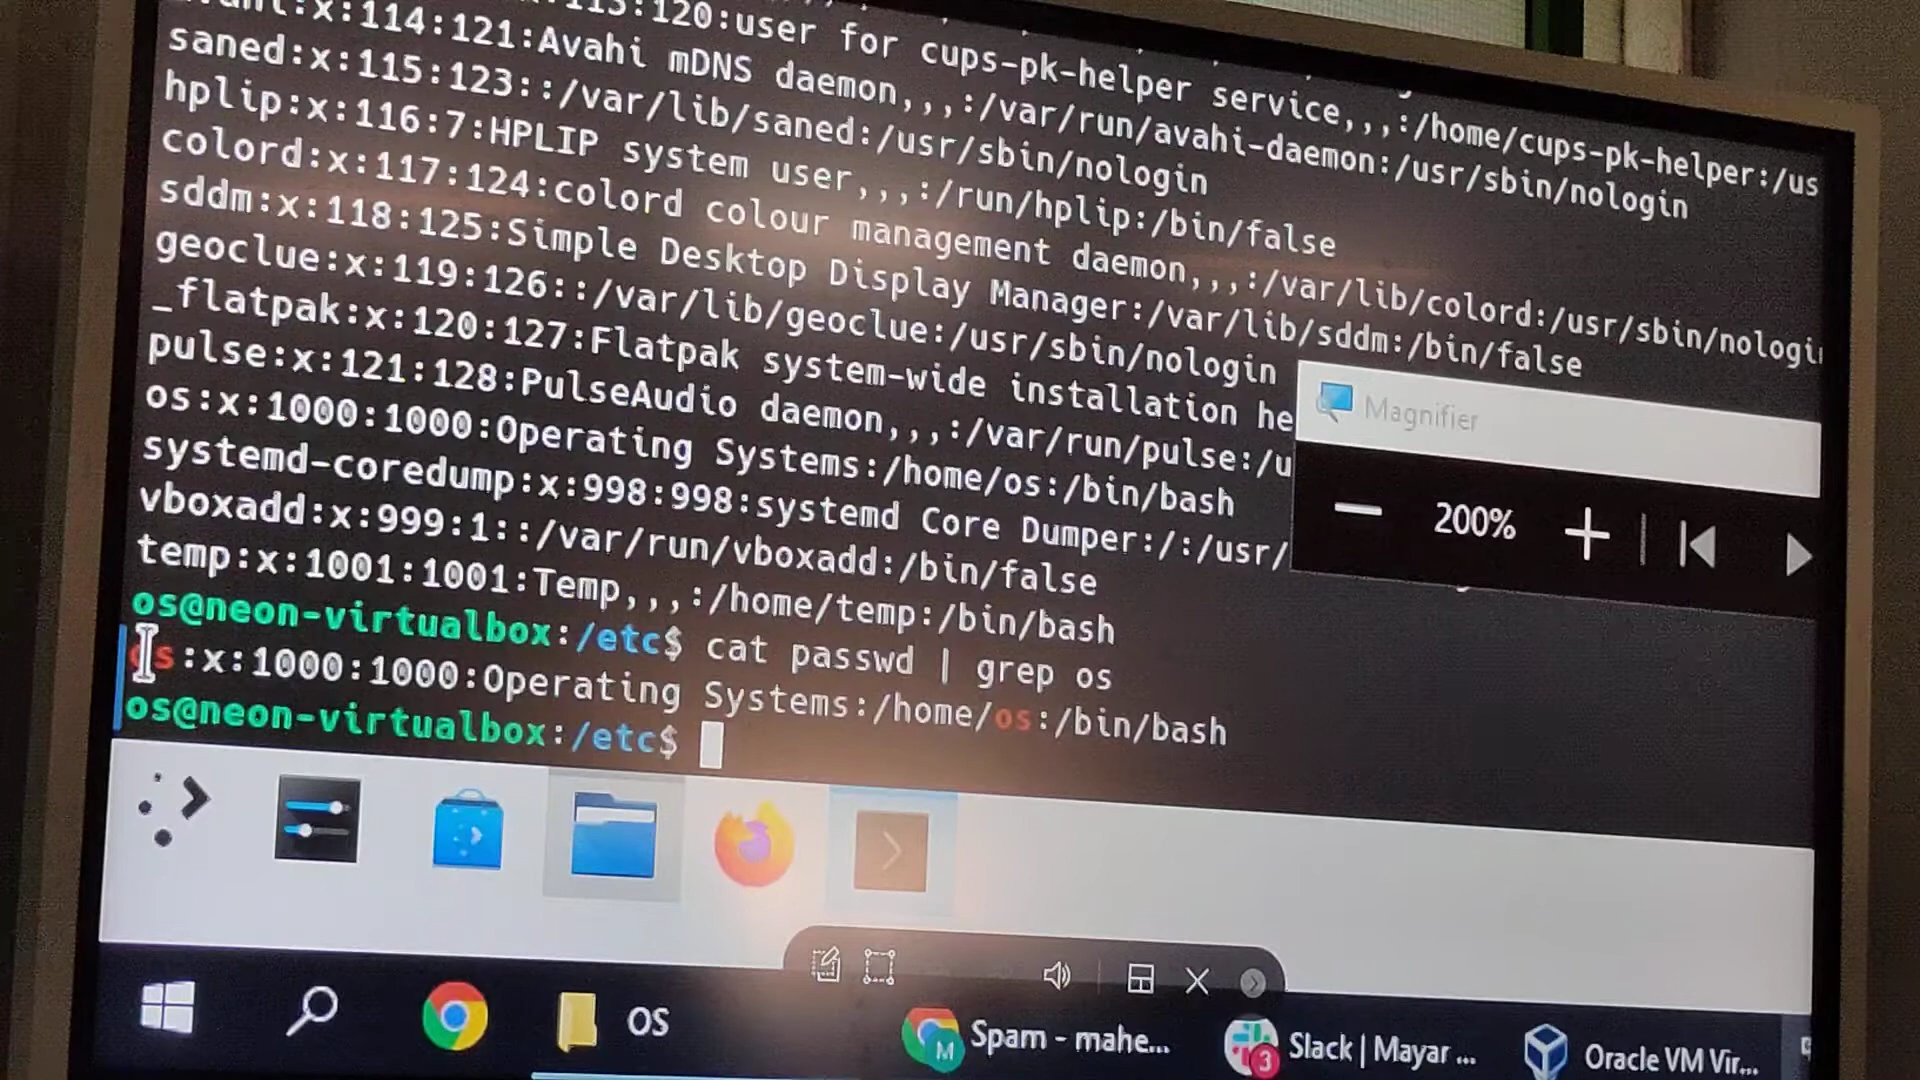 :x:114:121:Avahi mDNS daemon,,,:/var/run/avahi-daemon:/usr/sbin/nologin
:120:user for cups-pk-helper service,,,:/home/cups-pk-helper:/us
saned:x:115:123::/var/lib/saned:/usr/sbin/nologin
hplip:x:116:7:HPLIP system user,,,:/run/hplip:/bin/false
colord:x:117:124:colord colour management daemon,,,:/var/lib/colord:/usr/sbin/nologi
sddm:x:118:125:Simple Desktop Display Manager:/var/lib/sddm:/bin/false
geoclue:x:119:126::/var/lib/geoclue:/usr/sbin/nologin
_flatpak:x:120:127:Flatpak system-wide installation he
pulse:x:121:128:PulseAudio daemon,,,:/var/run/pulse:/u
os:x:1000:1000:Operating Systems:/home/os:/bin/bash
systemd-coredump:x:998:998:systemd Core Dumper:/:/usr/
vboxadd:x:999:1::/var/run/vboxadd:/bin/false
temp:x:1001:1001:Temp,,,:/home/temp:/bin/bash
os@neon-virtualbox:/etc$ cat passwd | grep os
os:x:1000:1000:Operating Systems:/home/os:/bin/bash
os@neon-virtualbox:/etc$
Magnifier
200%
OS
M
Spam - mahe...
3
Slack | Mayar ...
Oracle VM Vir...